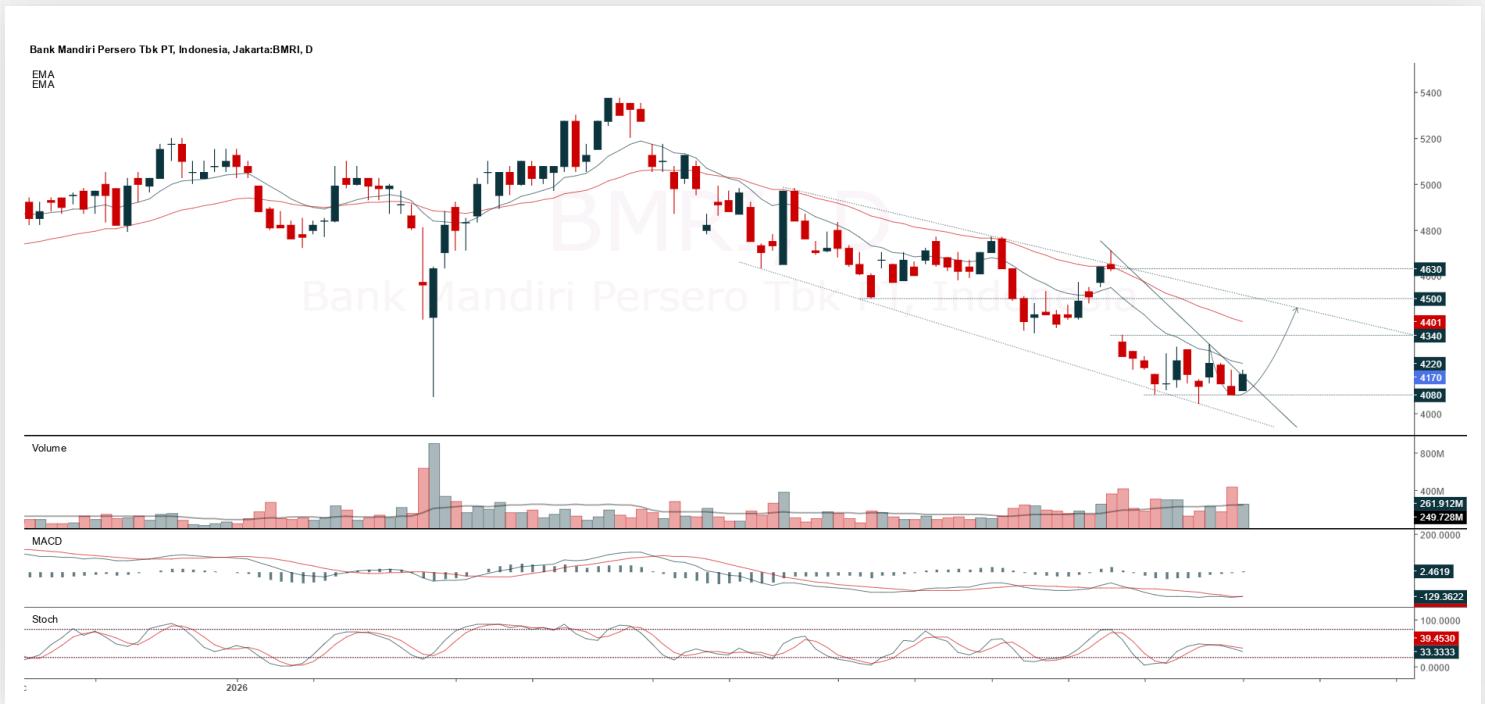 Bank Mandiri Persero Tbk PT, Indonesia, Jakarta:BMRI, D
EMA
EMA
BMRI, D
Bank Mandiri Persero Tbk PT, Indonesia
5400
5200
5000
4800
4630
4600
4500
4401
4340
4220
4170
4080
4000
Volume
800M
400M
261.912M
249.728M
MACD
200.0000
2.4619
-129.3622
Stoch
100.0000
39.4530
33.3333
0.0000
2026